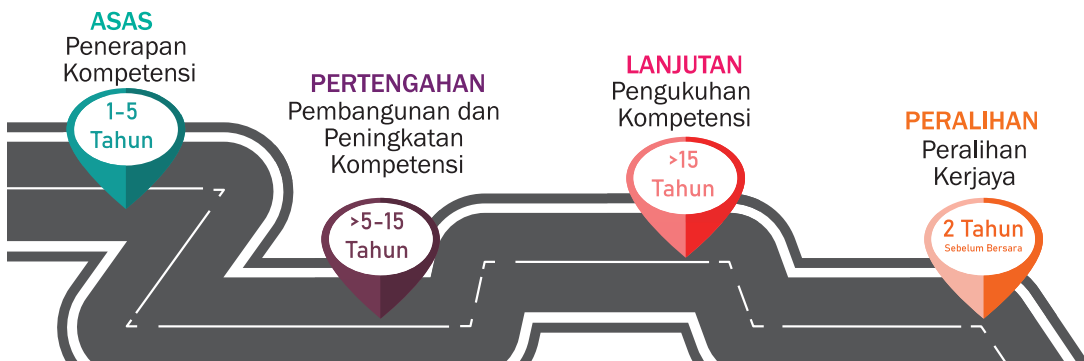 ASAS
Penerapan
Kompetensi
1-5
Tahun
PERTENGAHAN
Pembangunan dan
Peningkatan
Kompetensi
>5-15
Tahun
LANJUTAN
Pengukuhan
Kompetensi
>15
Tahun
PERALIHAN
Peralihan
Kerjaya
2 Tahun
Sebelum Bersara